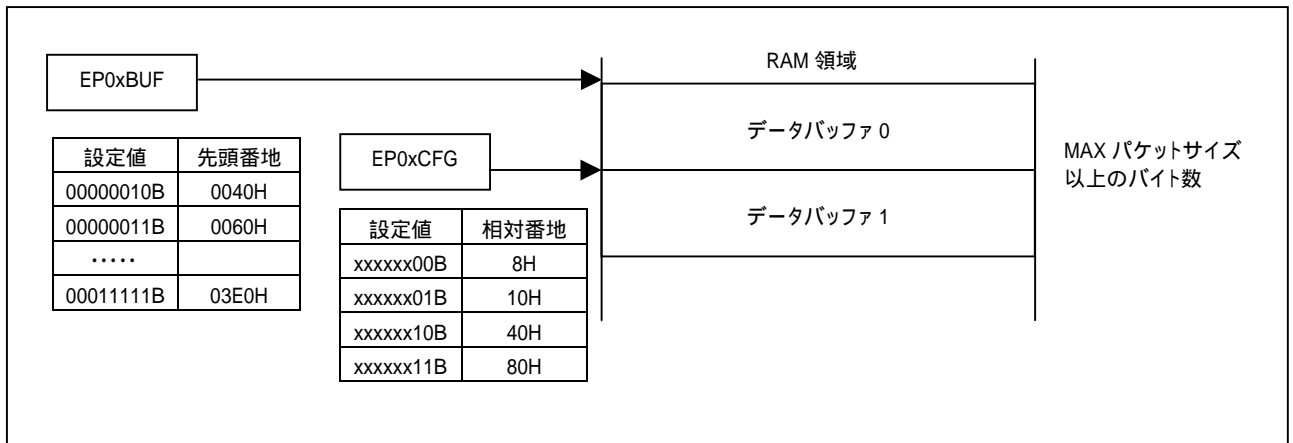 EP0xBUF
RAM 領域
設定値 先頭番地
00000010B 0040H
00000011B 0060H
・・・・・
00011111B 03E0H
EP0xCFG
設定値 相対番地
xxxxxx00B 8H
xxxxxx01B 10H
xxxxxx10B 40H
xxxxxx11B 80H
データバッファ 0
データバッファ 1
MAX パケットサイズ
以上のバイト数